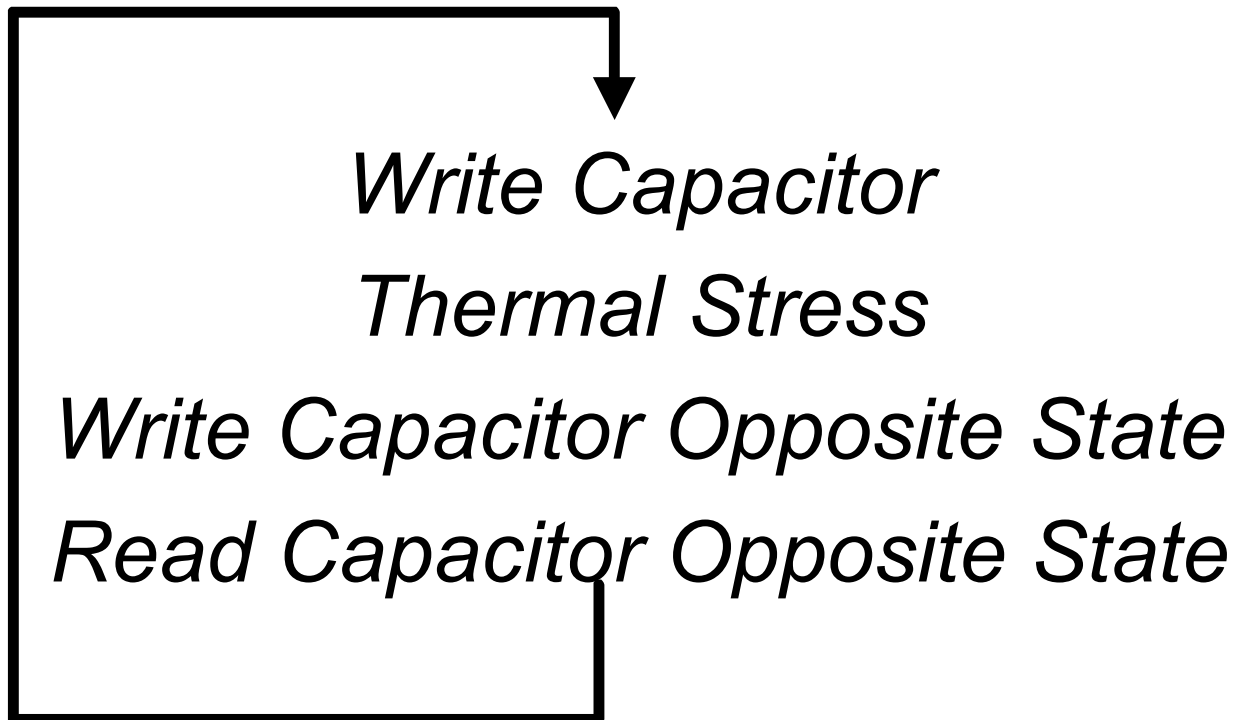 Write Capacitor
Thermal Stress
Write Capacitor Opposite State
Read Capacitor Opposite State